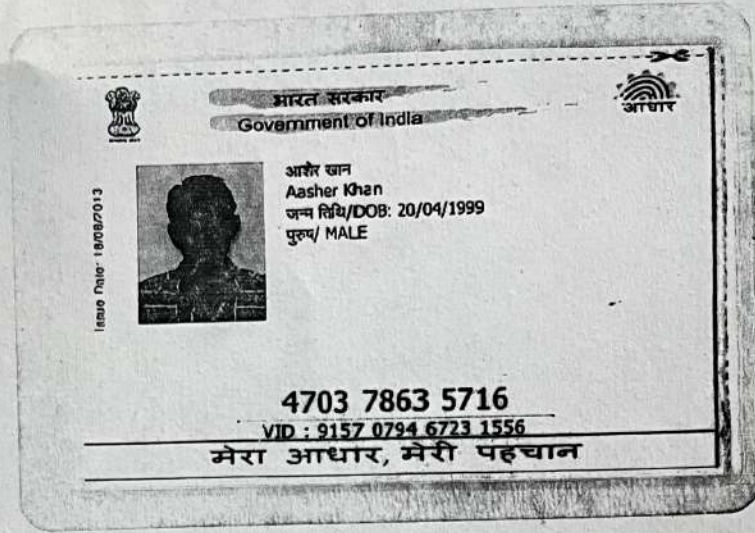 भारत सरकार
Government of India
आधार
Issue Date: 18/08/2013
आशेर खान
Aasher Khan
जन्म तिथि/DOB: 20/04/1999
पुरुष/ MALE
4703 7863 5716
VID : 9157 0794 6723 1556
मेरा आधार, मेरी पहचान